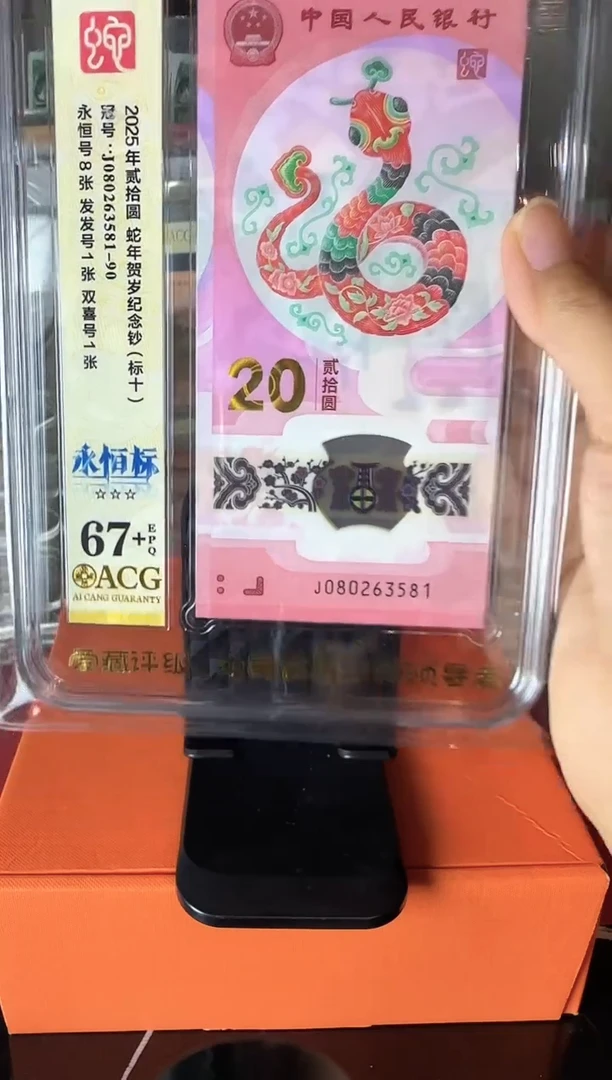 蛇
2025年贰拾圆 蛇年贺岁纪念钞(标十)
冠号:J080263581-90
永恒号8张 发发号1张 双喜号1张
永恒标
☆☆☆
67+EPQ
ACG
AI CANG GUARANTY
中国人民银行
蛇
20
贰拾圆
J080263581